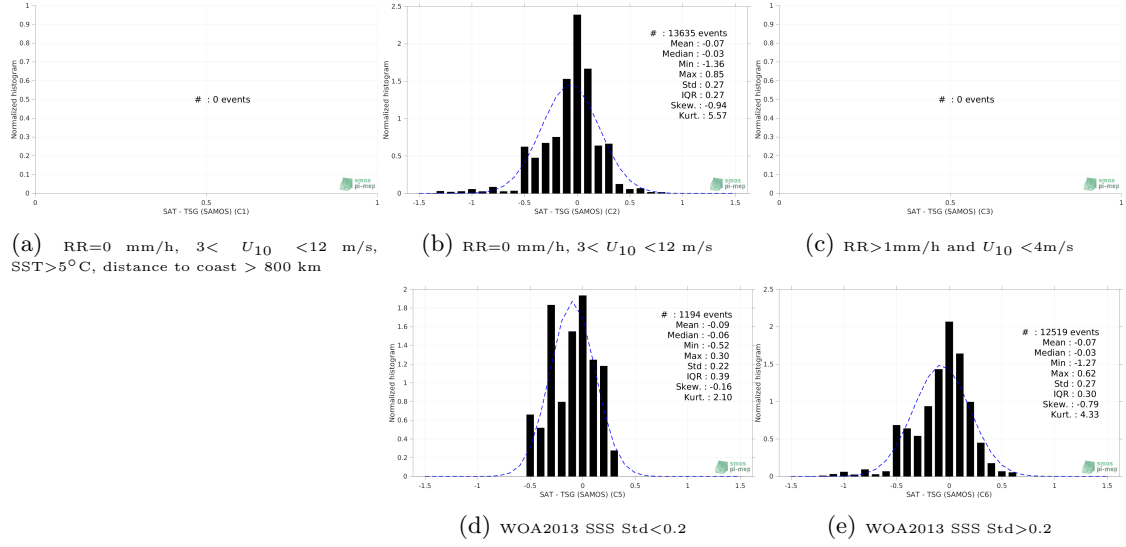 1
0.9
0.8
0.7
0.6
0.5
0.4
0.3
0.2
0.1
0
Normalized histogram
# : 0 events
smos
pi-mep
0 0.5 1
SAT - TSG (SAMOS) (C1)
(a) RR=0 mm/h, 3< U10 <12 m/s,
SST>5°C, distance to coast > 800 km
2.5
2
1.5
1
0.5
0
Normalized histogram
# : 13635 events
Mean : -0.07
Median : -0.03
Min : -1.36
Max : 0.85
Std : 0.27
IQR : 0.27
Skew. : -0.94
Kurt. : 5.57
smos
pi-mep
-1.5 -1 -0.5 0 0.5 1 1.5
SAT - TSG (SAMOS) (C2)
(b) RR=0 mm/h, 3< U10 <12 m/s
1
0.9
0.8
0.7
0.6
0.5
0.4
0.3
0.2
0.1
0
Normalized histogram
# : 0 events
smos
pi-mep
0 0.5 1
SAT - TSG (SAMOS) (C3)
(c) RR>1mm/h and U10 <4m/s
2
1.8
1.6
1.4
1.2
1
0.8
0.6
0.4
0.2
0
Normalized histogram
# : 1194 events
Mean : -0.09
Median : -0.06
Min : -0.52
Max : 0.30
Std : 0.22
IQR : 0.39
Skew. : -0.16
Kurt. : 2.10
smos
pi-mep
-1.5 -1 -0.5 0 0.5 1 1.5
SAT - TSG (SAMOS) (C5)
(d) WOA2013 SSS Std<0.2
2.5
2
1.5
1
0.5
0
Normalized histogram
# : 12519 events
Mean : -0.07
Median : -0.03
Min : -1.27
Max : 0.62
Std : 0.27
IQR : 0.30
Skew. : -0.79
Kurt. : 4.33
smos
pi-mep
-1.5 -1 -0.5 0 0.5 1 1.5
SAT - TSG (SAMOS) (C6)
(e) WOA2013 SSS Std>0.2